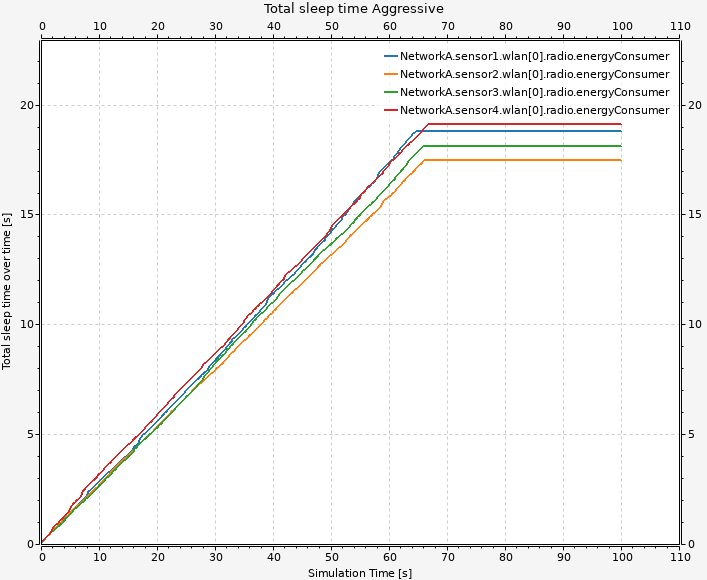 Total sleep time Aggressive
0 10 20 30 40 50 60 70 80 90 100 110
NetworkA.sensor1.wlan[0].radio.energyConsumer
NetworkA.sensor2.wlan[0].radio.energyConsumer
NetworkA.sensor3.wlan[0].radio.energyConsumer
NetworkA.sensor4.wlan[0].radio.energyConsumer
20 20
15 15
10 10
5 5
0 0
Total sleep time over time [s]
0 10 20 30 40 50 60 70 80 90 100 110
Simulation Time [s]